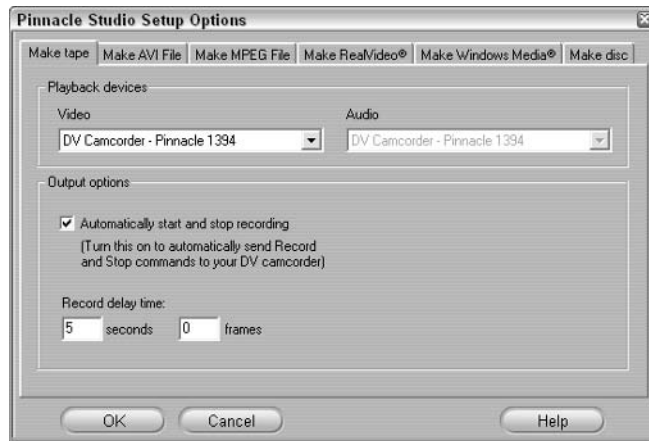 Pinnacle Studio Setup Options
Make tape Make AVI File Make MPEG File Make RealVideo® Make Windows Media® Make disc
Playback devices
Video Audio
DV Camcorder - Pinnacle 1394 DV Camcorder - Pinnacle 1394
Output options
Automatically start and stop recording
(Turn this on to automatically send Record
and Stop commands to your DV camcorder)
Record delay time:
5 seconds 0 frames
OK Cancel Help